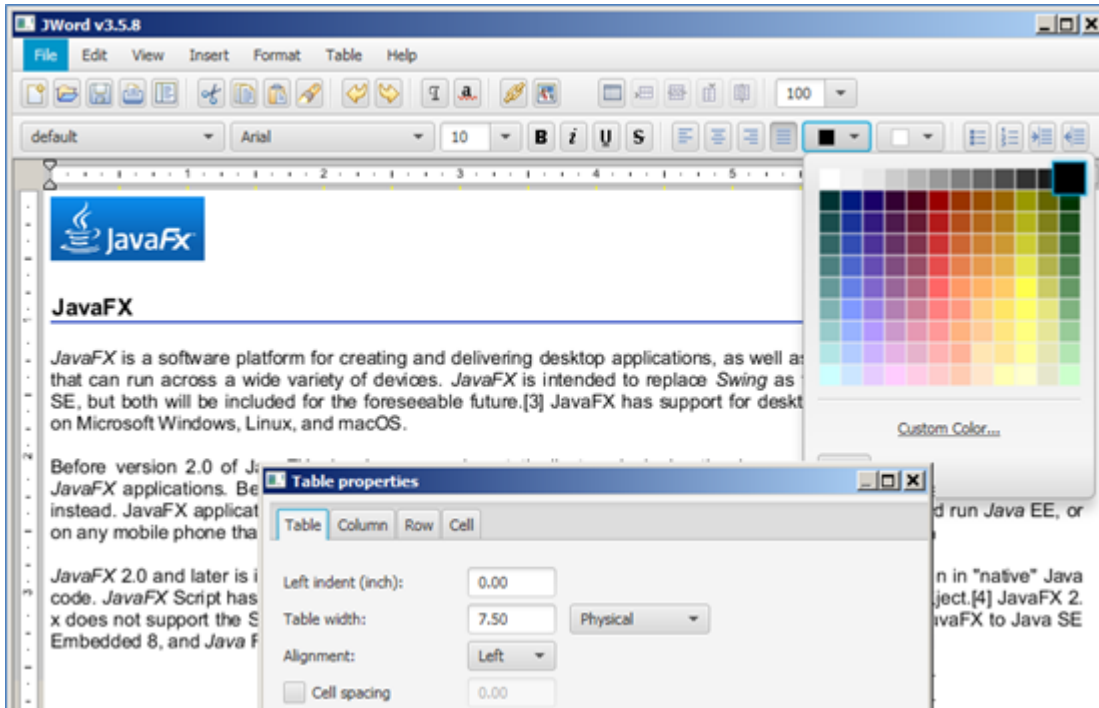 JWord v3.5.8
File Edit View Insert Format Table Help
100
default Arial 10 B i U S
1 2 3 4 5
JavaFX
JavaFX
JavaFX is a software platform for creating and delivering desktop applications, as well as
that can run across a wide variety of devices. JavaFX is intended to replace Swing as
SE, but both will be included for the foreseeable future.[3] JavaFX has support for deskt
on Microsoft Windows, Linux, and macOS.
Custom Color...
Before version 2.0 of
JavaFX applications. Be
instead. JavaFX applicat d run Java EE, or
on any mobile phone tha
JavaFX 2.0 and later is i n in "native" Java
code. JavaFX Script has ject.[4] JavaFX 2.
x does not support the S vaFX to Java SE
Embedded 8, and Java
Table properties
Table Column Row Cell
Left indent (inch): 0.00
Table width: 7.50 Physical
Alignment: Left
Cell spacing 0.00